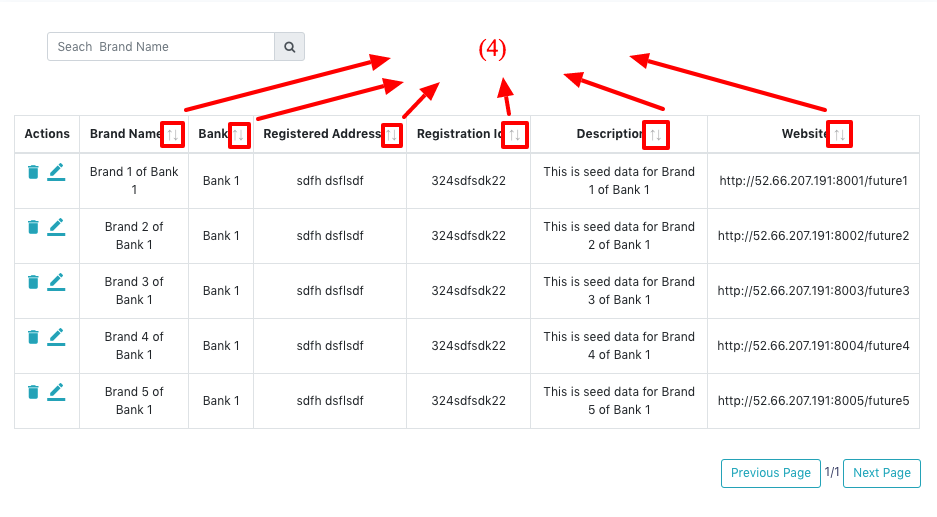 Seach Brand Name
(4)
Actions Brand Name Bank Registered Address Registration Description Website
Brand 1 of Bank
1 Bank 1 sdfh dsflsdf 324sdfsdk22 This is seed data for Brand
1 of Bank 1 http://52.66.207.191:8001/future1
Brand 2 of
Bank 1 Bank 1 sdfh dsflsdf 324sdfsdk22 This is seed data for Brand
2 of Bank 1 http://52.66.207.191:8002/future2
Brand 3 of
Bank 1 Bank 1 sdfh dsflsdf 324sdfsdk22 This is seed data for Brand
3 of Bank 1 http://52.66.207.191:8003/future3
Brand 4 of
Bank 1 Bank 1 sdfh dsflsdf 324sdfsdk22 This is seed data for Brand
4 of Bank 1 http://52.66.207.191:8004/future4
Brand 5 of
Bank 1 Bank 1 sdfh dsflsdf 324sdfsdk22 This is seed data for Brand
5 of Bank 1 http://52.66.207.191:8005/future5
Previous Page 1/1 Next Page